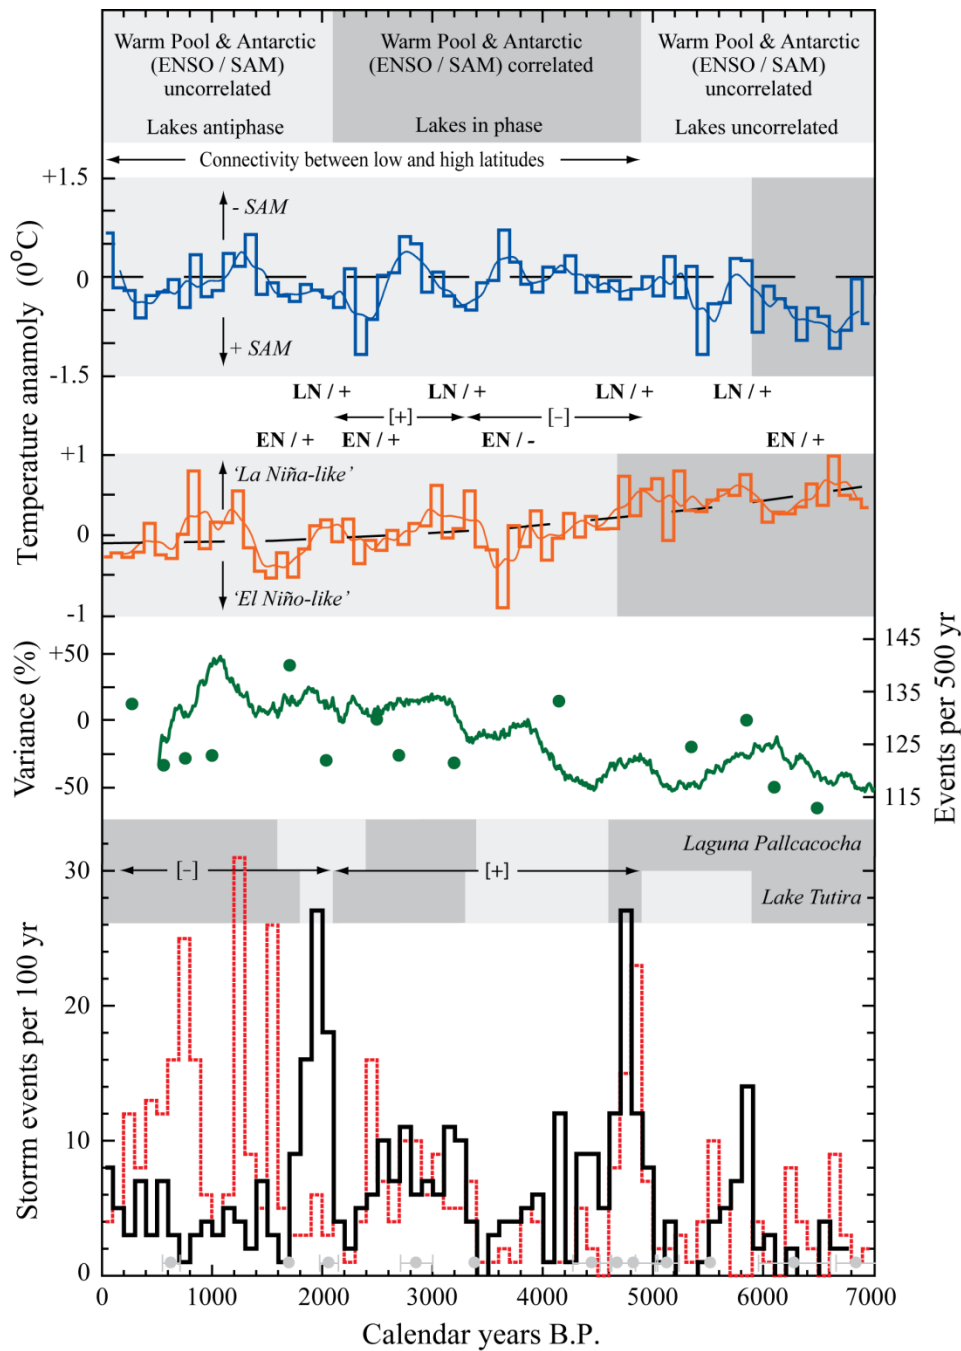 Warm Pool & Antarctic
(ENSO / SAM)
uncorrelated
Lakes antiphase
Warm Pool & Antarctic
(ENSO / SAM) correlated
Lakes in phase
Warm Pool & Antarctic
(ENSO / SAM)
uncorrelated
Lakes uncorrelated
Connectivity between low and high latitudes
+1.5
0
-1.5
- SAM
+ SAM
Temperature anamoly (0°C)
LN / +
LN / +
LN / +
LN / +
[+]
[-]
EN / +
EN / +
EN / -
EN / +
+1
0
-1
'La Niña-like'
'El Niño-like'
Variance (%)
+50
0
-50
145
135
125
115
Events per 500 yr
Laguna Pallcacocha
[-]
[+]
Lake Tutira
Storm events per 100 yr
30
20
10
0
0
1000
2000
3000
4000
5000
6000
7000
Calendar years B.P.